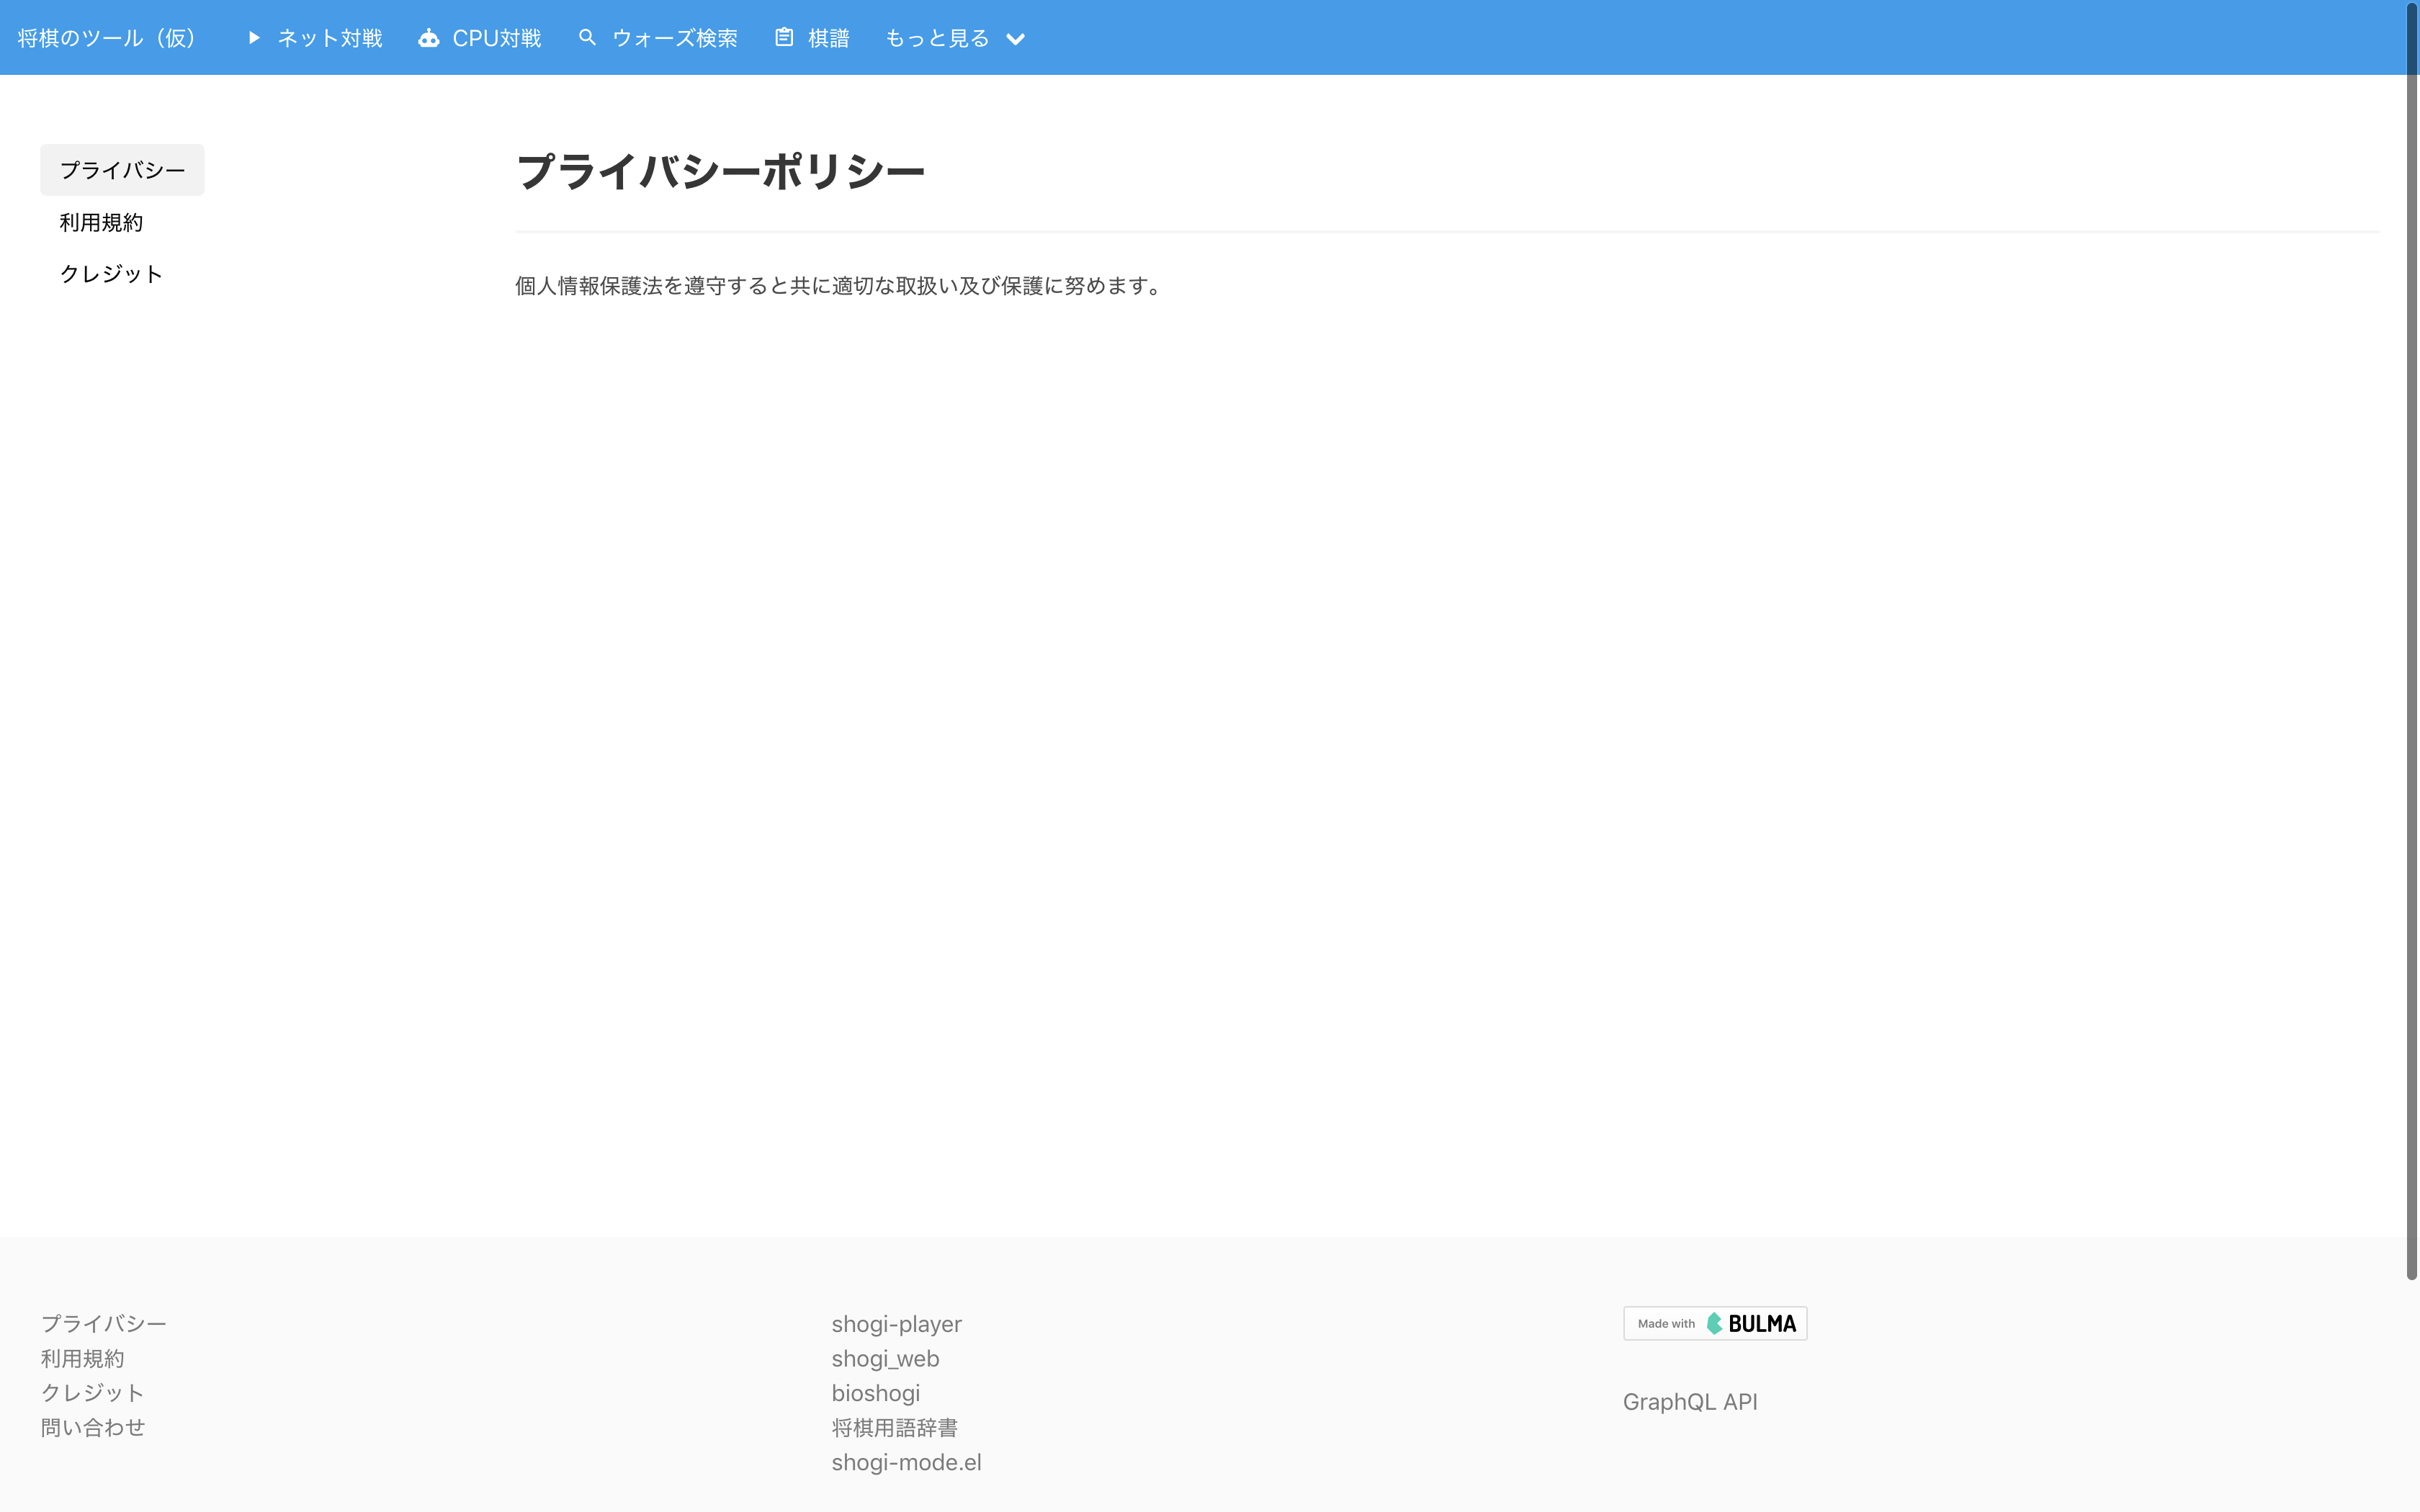 将棋のツール（仮） ネット対戦 CPU対戦 ウォーズ検索 棋譜 もっと見る
プライバシー
利用規約
クレジット
プライバシーポリシー
個人情報保護法を遵守すると共に適切な取扱い及び保護に努めます。
プライバシー
利用規約
クレジット
問い合わせ
shogi-player
shogi_web
bioshogi
将棋用語辞書
shogi-mode.el
Made with BULMA
GraphQL API